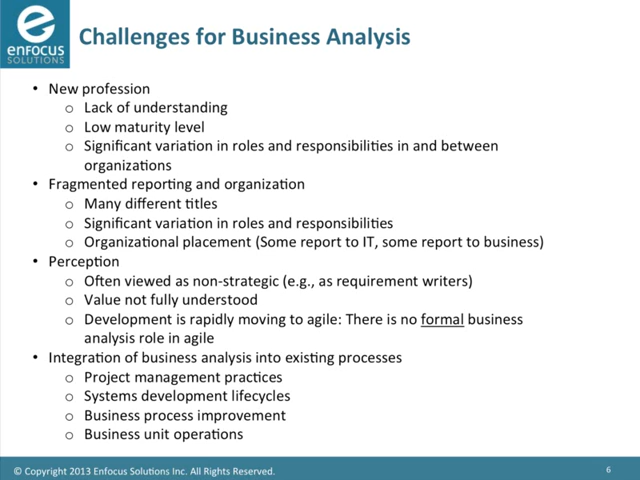 enfocus
SOLUTIONS
Challenges for Business Analysis
• New profession
o Lack of understanding
o Low maturity level
o Significant variation in roles and responsibilities in and between
organizations
• Fragmented reporting and organization
o Many different titles
o Significant variation in roles and responsibilities
o Organizational placement (Some report to IT, some report to business)
• Perception
o Often viewed as non-strategic (e.g., as requirement writers)
o Value not fully understood
o Development is rapidly moving to agile: There is no formal business
analysis role in agile
• Integration of business analysis into existing processes
o Project management practices
o Systems development lifecycles
o Business process improvement
o Business unit operations
© Copyright 2013 Enfocus Solutions Inc. All Rights Reserved.
6